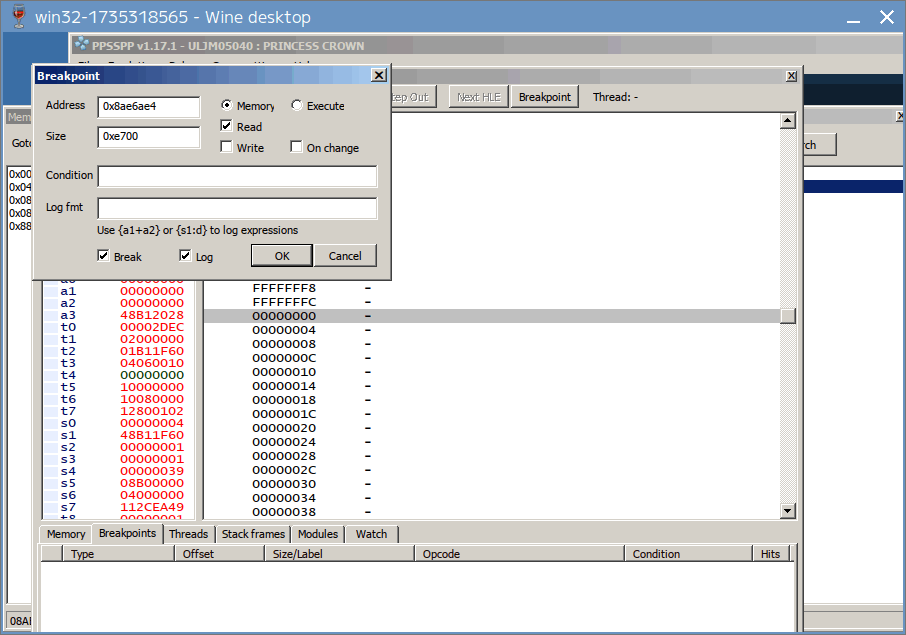 win32-1735318565 - Wine desktop
PPSSPP v1.17.1 - ULJM05040 : PRINCESS CROWN
Breakpoint
Address 0x8ae6ae4 Memory Execute
Size 0xe700 Read
Write On change
Condition
Log fmt
Use {a1+a2} or {s1:d} to log expressions
Break Log OK Cancel
Step Out Next HLE Breakpoint Thread: -
Mem
Goto
0x00
0x04
0x08
0x08
0x88
rch
a1 00000000
a2 00000000
a3 48B12028
t0 00002DEC
t1 02000000
t2 01B11F60
t3 04060010
t4 00000000
t5 10000000
t6 10080000
t7 12800102
s0 00000004
s1 48B11F60
s2 00000001
s3 00000001
s4 00000039
s5 08B00000
s6 04000000
s7 112CEA49
t8 00000001
FFFFFFF8 -
FFFFFFFC -
00000000 -
00000004 -
00000008 -
0000000C -
00000010 -
00000014 -
00000018 -
0000001C -
00000020 -
00000024 -
00000028 -
0000002C -
00000030 -
00000034 -
00000038 -
Memory Breakpoints Threads Stack frames Modules Watch
Type Offset Size/Label Opcode Condition Hits
08AI